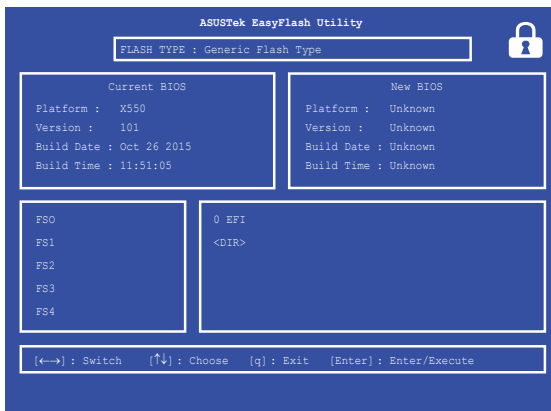 ASUSTek EasyFlash Utility
FLASH TYPE : Generic Flash Type
Current BIOS
Platform : X550
Version : 101
Build Date : Oct 26 2015
Build Time : 11:51:05
New BIOS
Platform : Unknown
Version : Unknown
Build Date : Unknown
Build Time : Unknown
FSO
FS1
FS2
FS3
FS4
0 EFI
<DIR>
[←→] : Switch [↑↓] : Choose [q] : Exit [Enter] : Enter/Execute